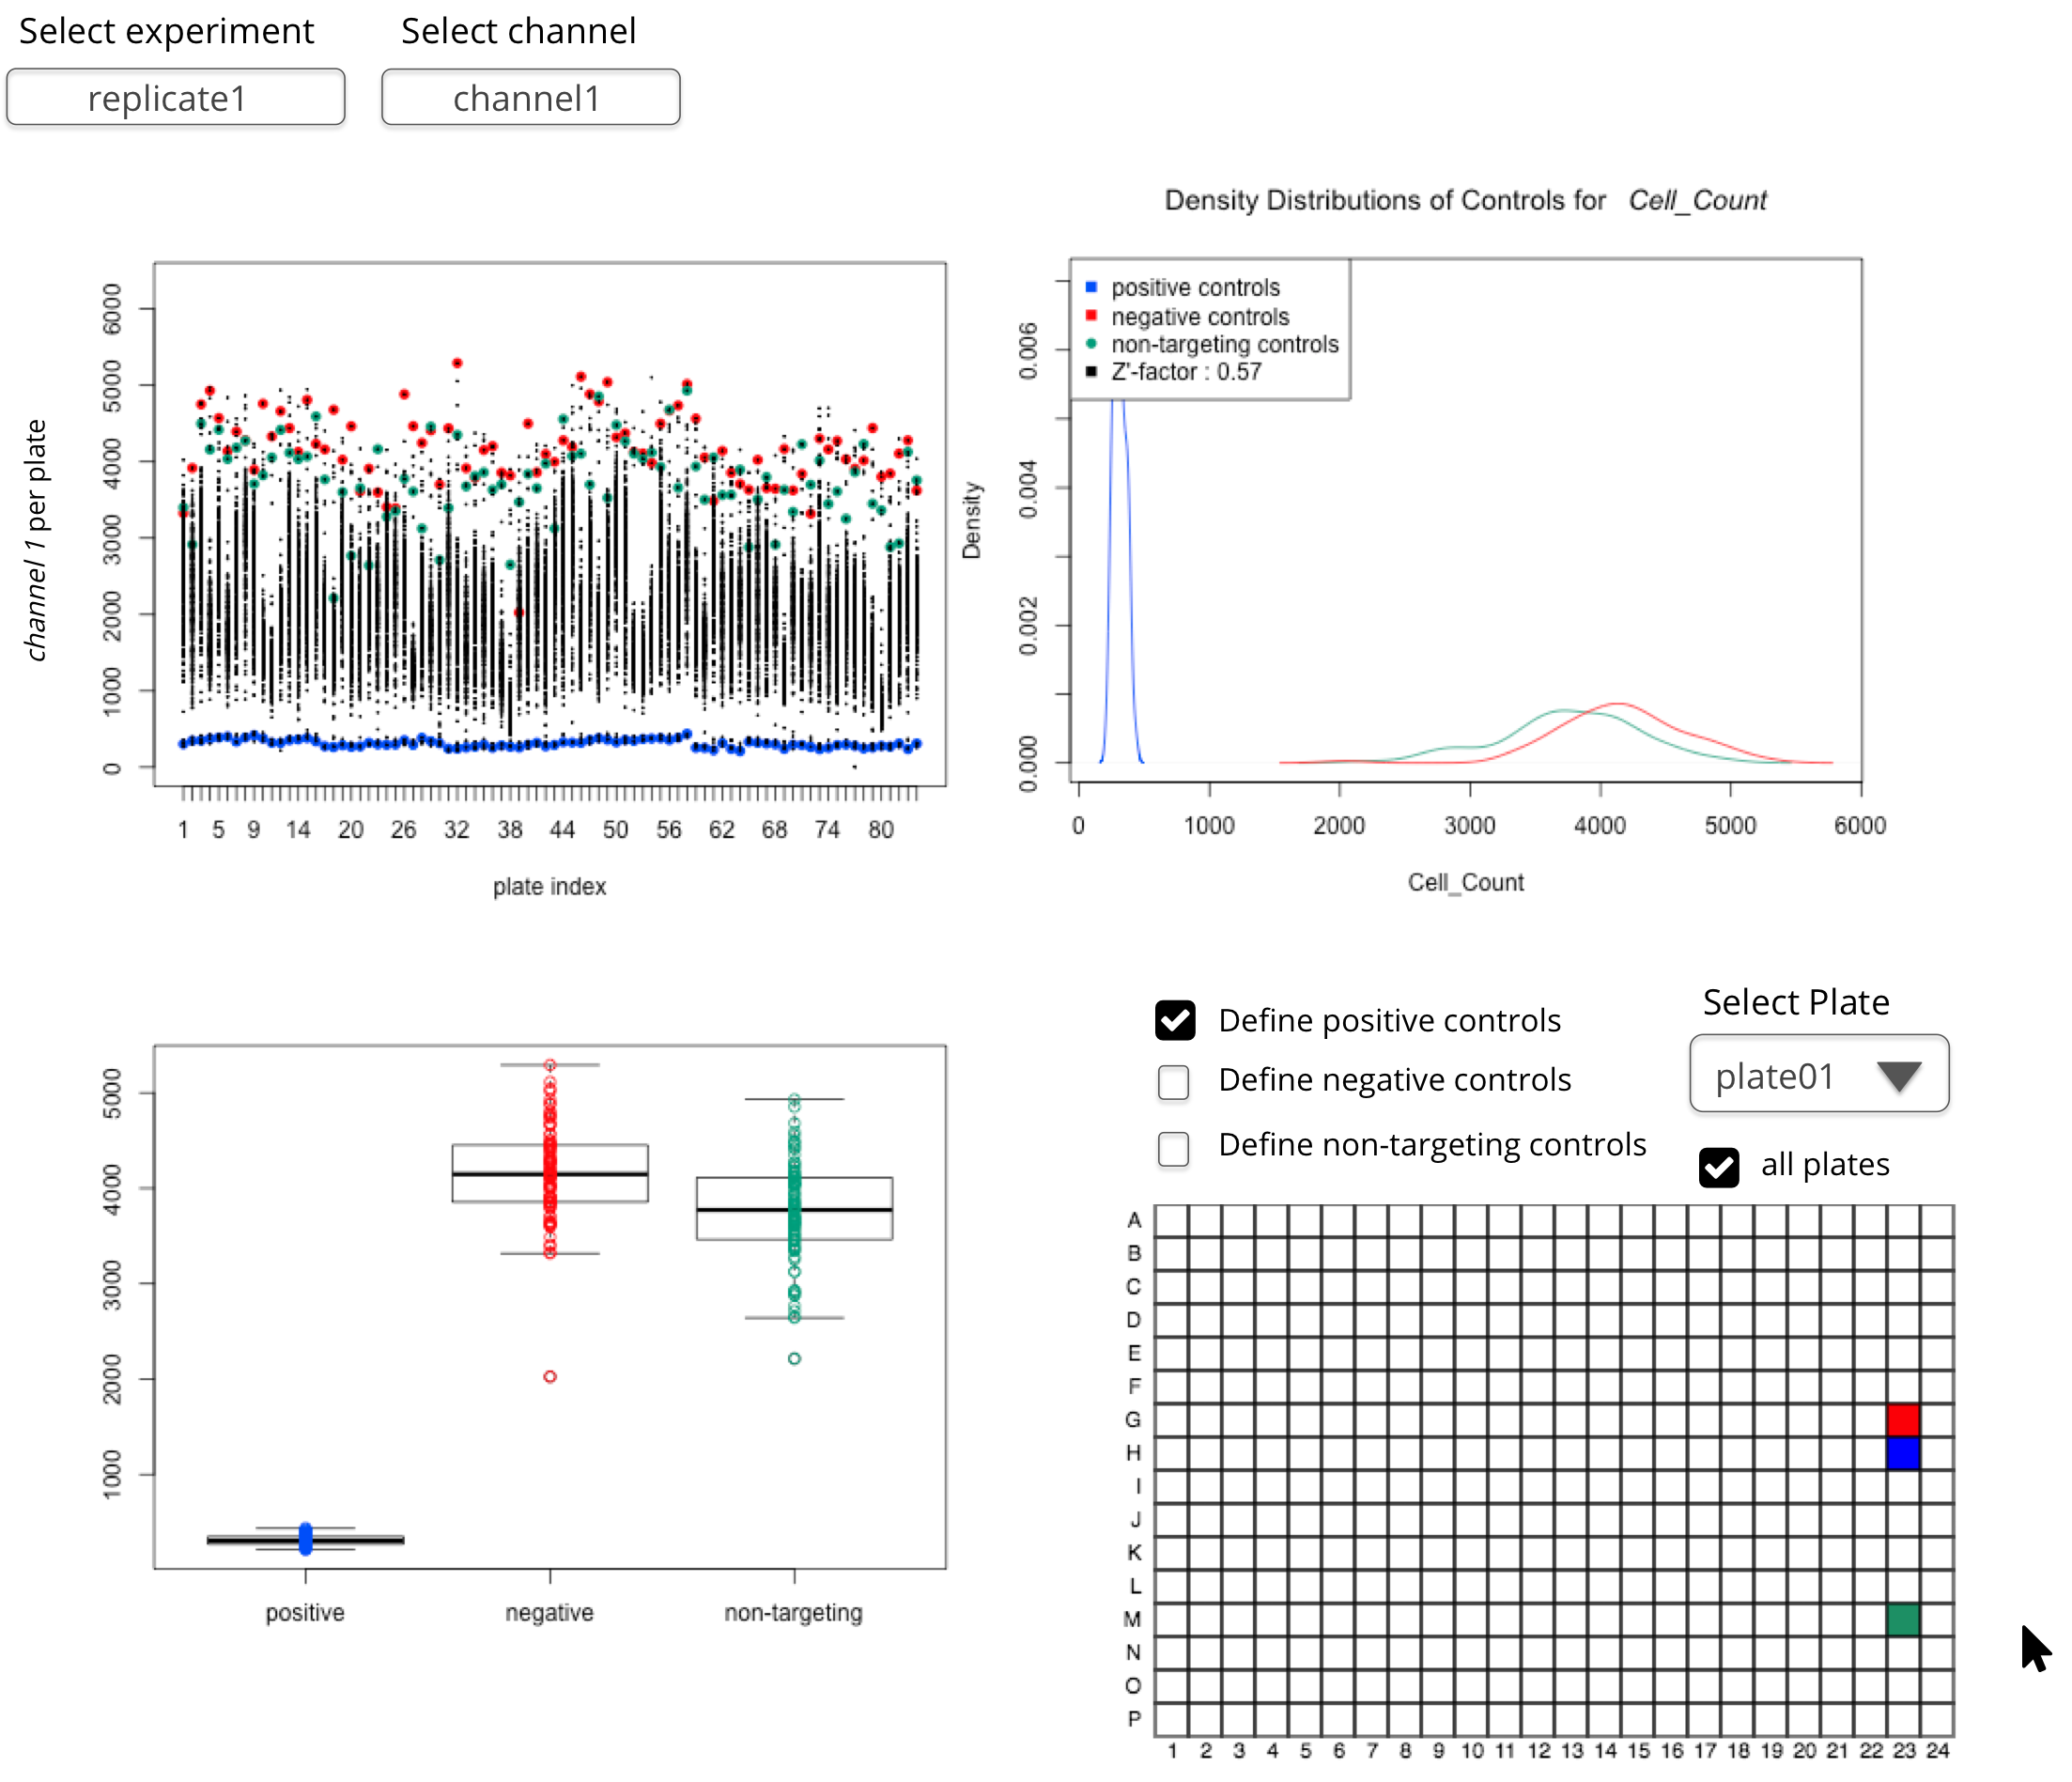 Select experiment
Select channel
replicate1
channel1
channel 1 per plate
0 1000 2000 3000 4000 5000 6000
1 5 9 14 20 26 32 38 44 50 56 62 68 74 80
plate index
Density Distributions of Controls for Cell_Count
positive controls
negative controls
non-targeting controls
Z'-factor : 0.57
Density
0.000 0.002 0.004 0.006
0 1000 2000 3000 4000 5000 6000
Cell_Count
1000 2000 3000 4000 5000
positive negative non-targeting
Define positive controls
Define negative controls
Define non-targeting controls
Select Plate
plate01
all plates
A
B
C
D
E
F
G
H
I
J
K
L
M
N
O
P
1 2 3 4 5 6 7 8 9 10 11 12 13 14 15 16 17 18 19 20 21 22 23 24